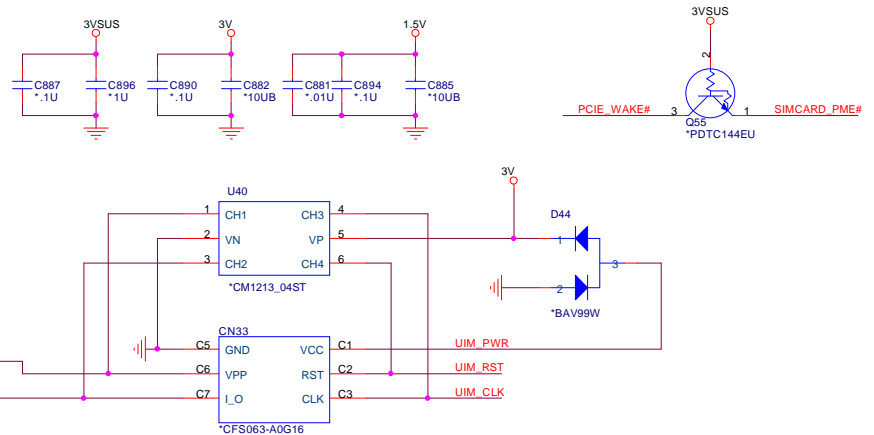 3VSUS
3V
1.5V
3VSUS
C887
*.1U
C896
*1U
C890
*.1U
C882
*10UB
C881
*.01U
C894
*.1U
C885
*10UB
2
PCIE_WAKE#
3
1
SIMCARD_PME#
Q55
*PDTC144EU
U40
1 CH1 CH3 4
2 VN VP 5
3 CH2 CH4 6
*CM1213_04ST
3V
D44
1
3
2
*BAV99W
CN33
C5 GND VCC C1 UIM_PWR
C6 VPP RST C2 UIM_RST
C7 I_O CLK C3 UIM_CLK
*CFS063-A0G16